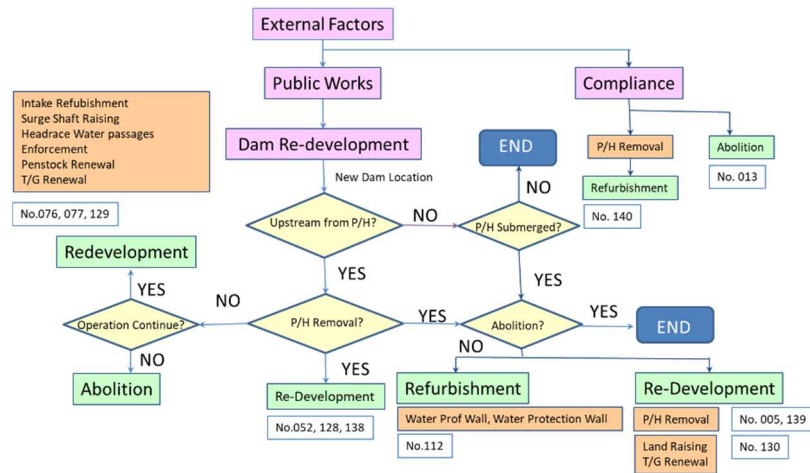 External Factors
Public Works
Compliance
Intake Refubishment
Surge Shaft Raising
Headrace Water passages
Enforcement
Penstock Renewal
T/G Renewal
No.076, 077, 129
Dam Re-development
END
P/H Removal
Abolition
No. 013
Refurbishment
No. 140
New Dam Location
NO
Upstream from P/H?
NO
P/H Submerged?
Redevelopment
YES
YES
YES
NO
Operation Continue?
P/H Removal?
YES
Abolition?
YES
END
NO
YES
NO
Abolition
Re-Development
No.052, 128, 138
Refurbishment
Water Prof Wall, Water Protection Wall
No.112
Re-Development
P/H Removal
No. 005, 139
Land Raising
T/G Renewal
No. 130